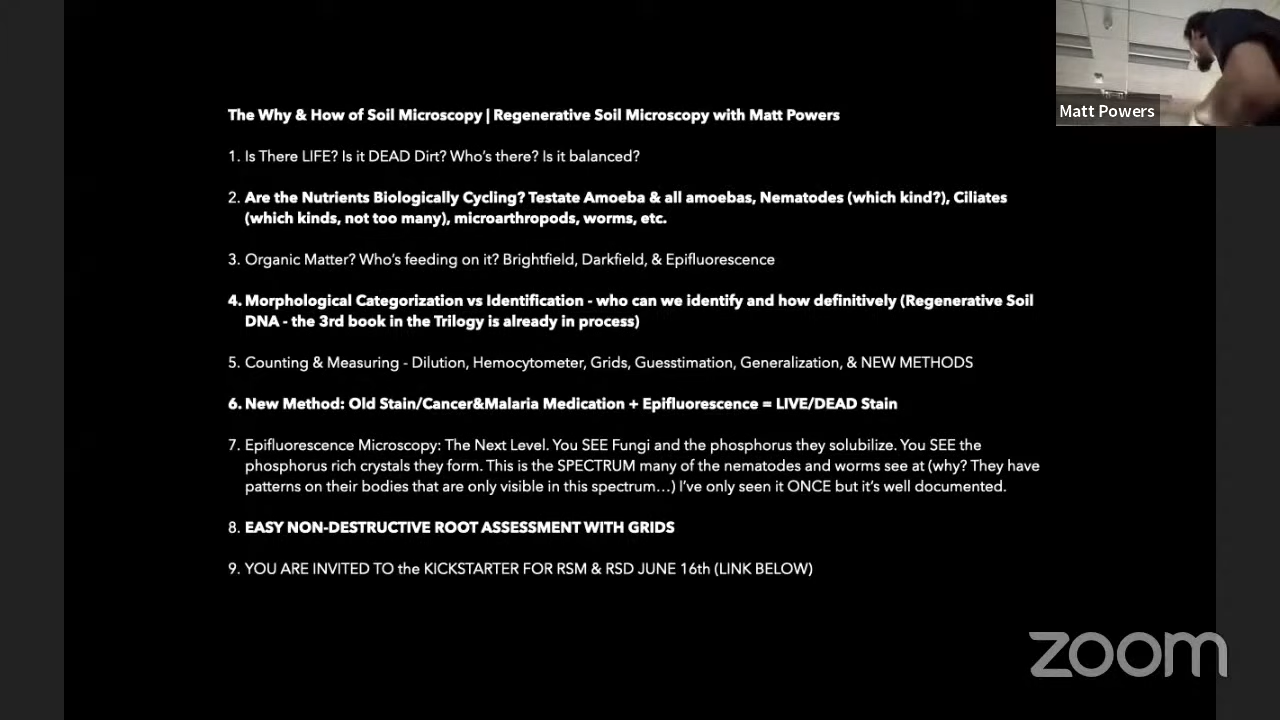 Matt Powers
The Why & How of Soil Microscopy | Regenerative Soil Microscopy with Matt Powers
1. Is There LIFE? Is it DEAD Dirt? Who's there? Is it balanced?
2. Are the Nutrients Biologically Cycling? Testate Amoeba & all amoebas, Nematodes (which kind?), Ciliates
(which kinds, not too many), microarthropods, worms, etc.
3. Organic Matter? Who's feeding on it? Brightfield, Darkfield, & Epifluorescence
4. Morphological Categorization vs Identification - who can we identify and how definitively (Regenerative Soil
DNA - the 3rd book in the Trilogy is already in process)
5. Counting & Measuring - Dilution, Hemocytometer, Grids, Guesstimation, Generalization, & NEW METHODS
6. New Method: Old Stain/Cancer&Malaria Medication + Epifluorescence = LIVE/DEAD Stain
7. Epifluorescence Microscopy: The Next Level. You SEE Fungi and the phosphorus they solubilize. You SEE the
phosphorus rich crystals they form. This is the SPECTRUM many of the nematodes and worms see at (why? They have
patterns on their bodies that are only visible in this spectrum…) I've only seen it ONCE but it's well documented.
8. EASY NON-DESTRUCTIVE ROOT ASSESSMENT WITH GRIDS
9. YOU ARE INVITED TO the KICKSTARTER FOR RSM & RSD JUNE 16th (LINK BELOW)
zoom